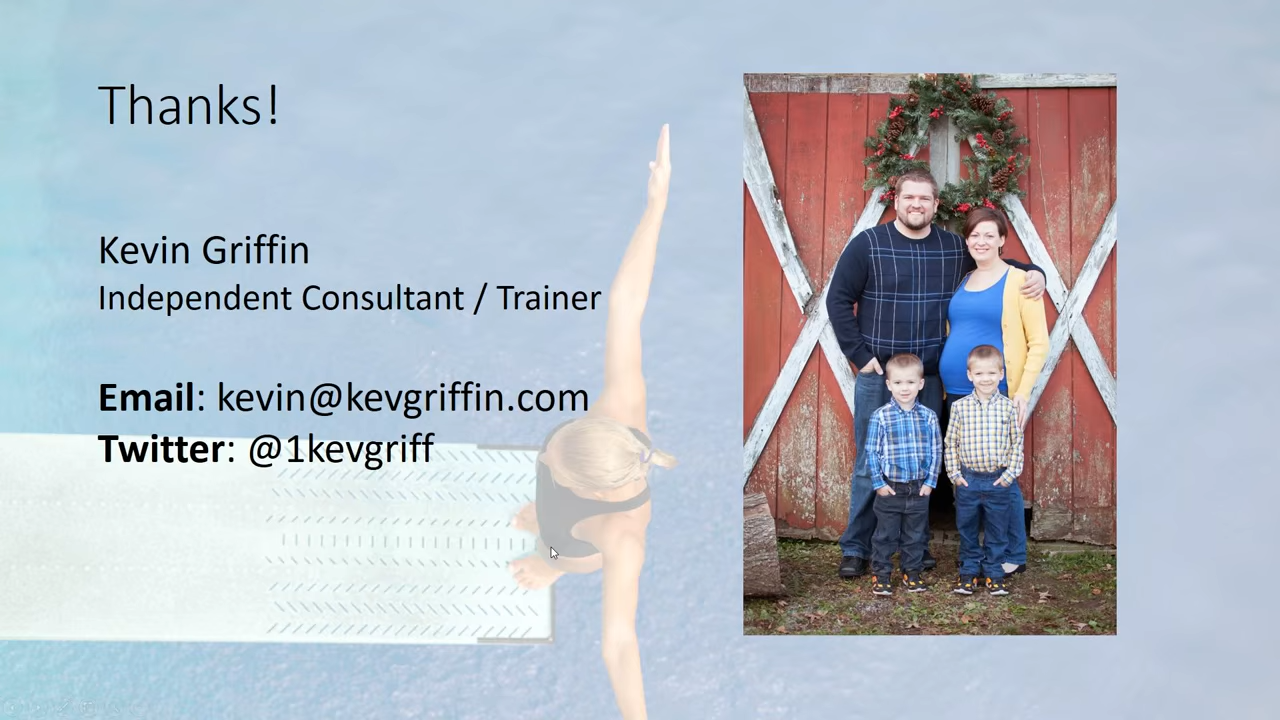 Thanks!
Kevin Griffin
Independent Consultant / Trainer
Email: kevin@kevgriffin.com
Twitter: @1kevgriff